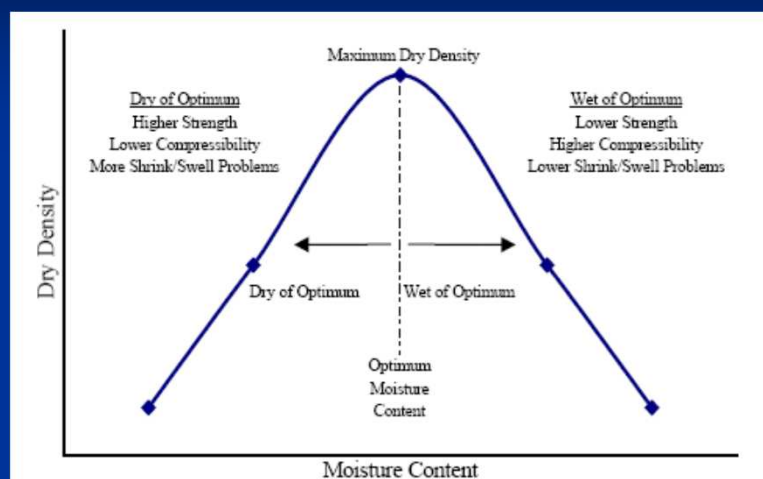 Maximum Dry Density
Dry of Optimum
Higher Strength
Lower Compressibility
More Shrink/Swell Problems
Wet of Optimum
Lower Strength
Higher Compressibility
Lower Shrink/Swell Problems
Dry Density
Dry of Optimum
Wet of Optimum
Optimum
Moisture
Content
Moisture Content